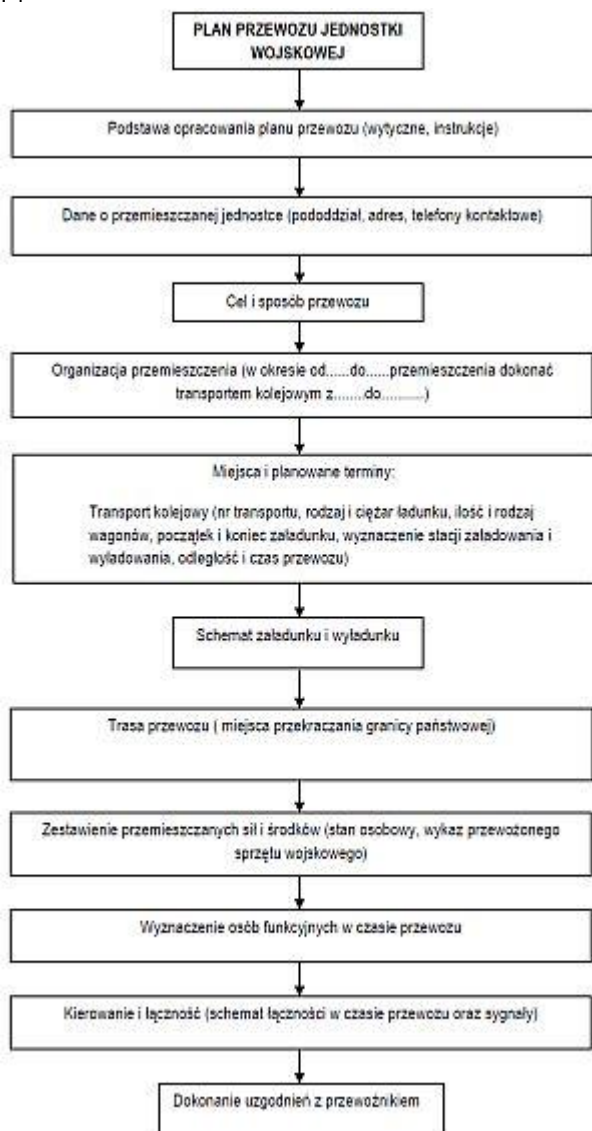 PLAN PRZEWOZU JEDNOSTKI
WOJSKOWEJ
Podstawa opracowania planu przewozu (wytyczne, instrukcje)
Dane o przemieszczanej jednostce (pododdział, adres, telefony kontaktowe)
Cel i sposób przewozu
Organizacja przemieszczenia (w okresie od......do......przemieszczenia dokonać
transportem kolejowym z........do...........)
Miejsca i planowane terminy:
Transport kolejowy (nr transportu, rodzaj i ciężar ładunku, ilość i rodzaj
wagonów, początek i koniec załadunku, wyznaczenie stacji załadowania i
wyładowania, odległość i czas przewozu)
Schemat załadunku i wyładunku
Trasa przewozu ( miejsca przekraczania granicy państwowej)
Zestawienie przemieszczanych sił i środków (stan osobowy, wykaz przewożonego
sprzętu wojskowego)
Wyznaczenie osób funkcyjnych w czasie przewozu
Kierowanie i łączność (schemat łączności w czasie przewozu oraz sygnały)
Dokonanie uzgodnień z przewoźnikiem